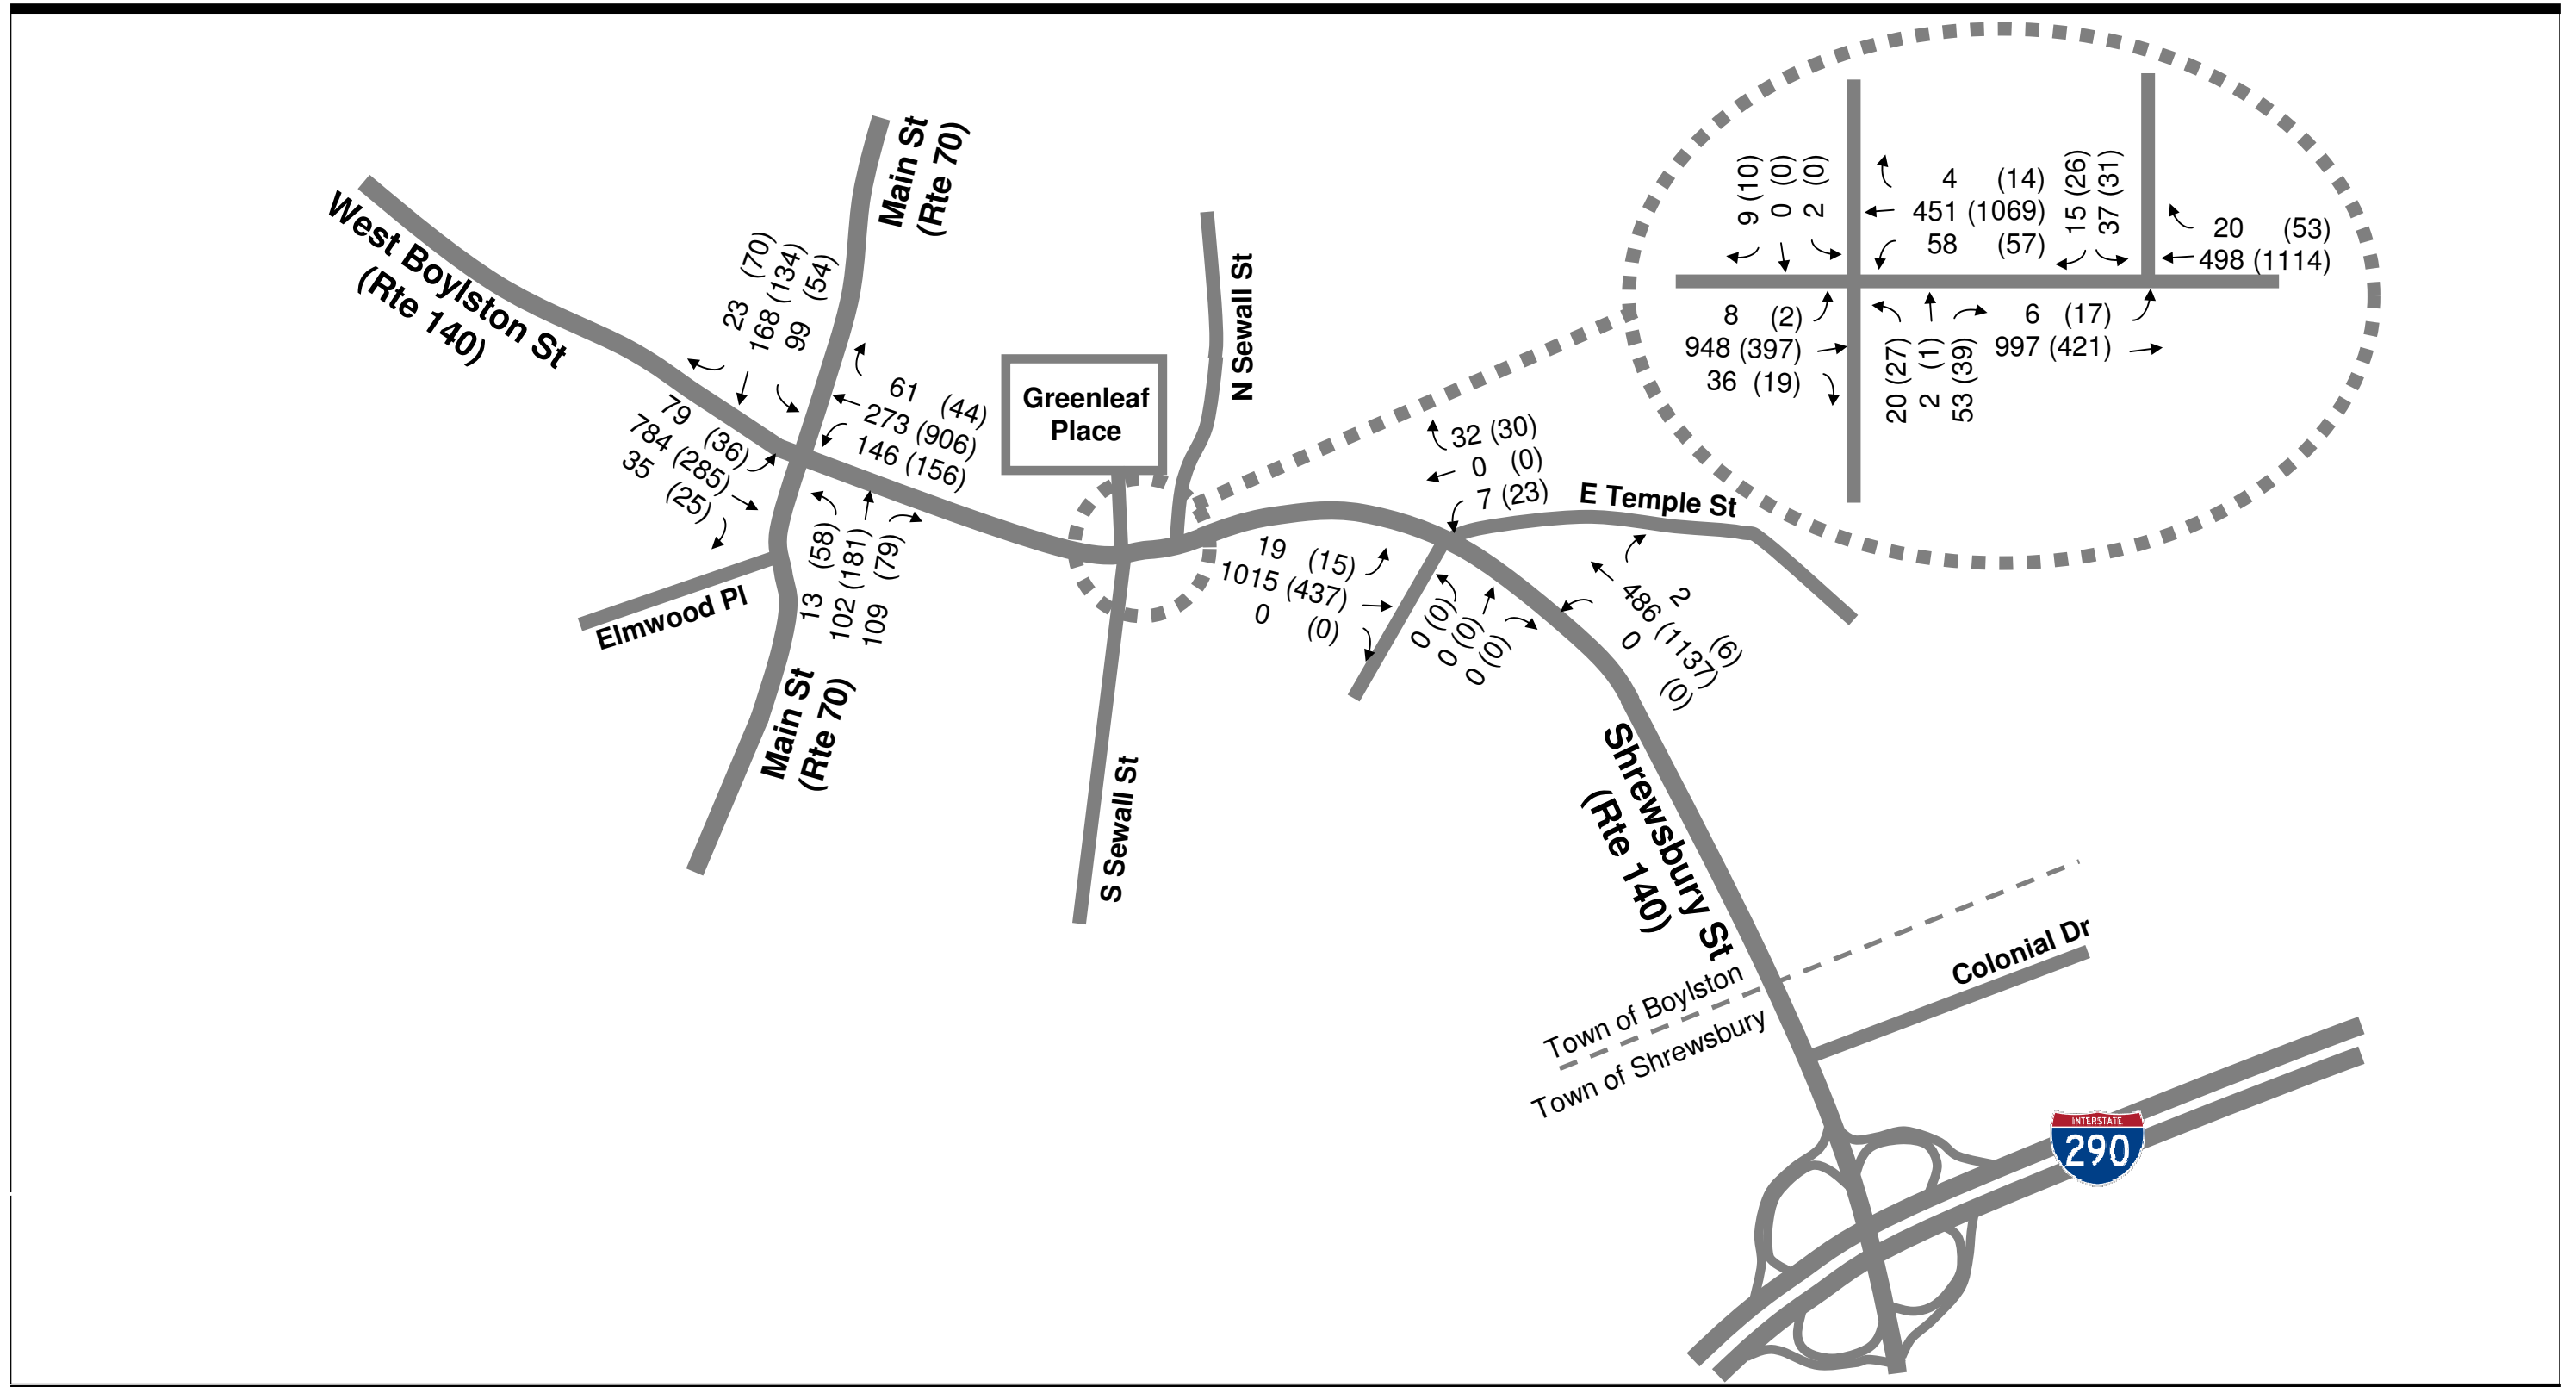 Main St
(Rte 70)
West Boylston St
(Rte 140)
23 (70)
168 (134)
99 (54)
61 (44)
273 (906)
146 (156)
79 (36)
784 (285)
35 (25)
13 (58)
102 (181)
109 (79)
Elmwood Pl
Main St
(Rte 70)
Greenleaf
Place
N Sewall St
S Sewall St
9 (10)
0 (0)
2 (0)
4 (14)
451 (1069)
58 (57)
15 (26)
37 (31)
20 (53)
498 (1114)
8 (2)
948 (397)
36 (19)
20 (27)
2 (1)
53 (39)
6 (17)
997 (421)
32 (30)
0 (0)
7 (23)
E Temple St
19 (15)
1015 (437)
0 (0)
0 (0)
0 (0)
0 (0)
2 (6)
486 (1137)
0 (0)
Shrewsbury St
(Rte 140)
Town of Boylston
Town of Shrewsbury
Colonial Dr
INTERSTATE
290